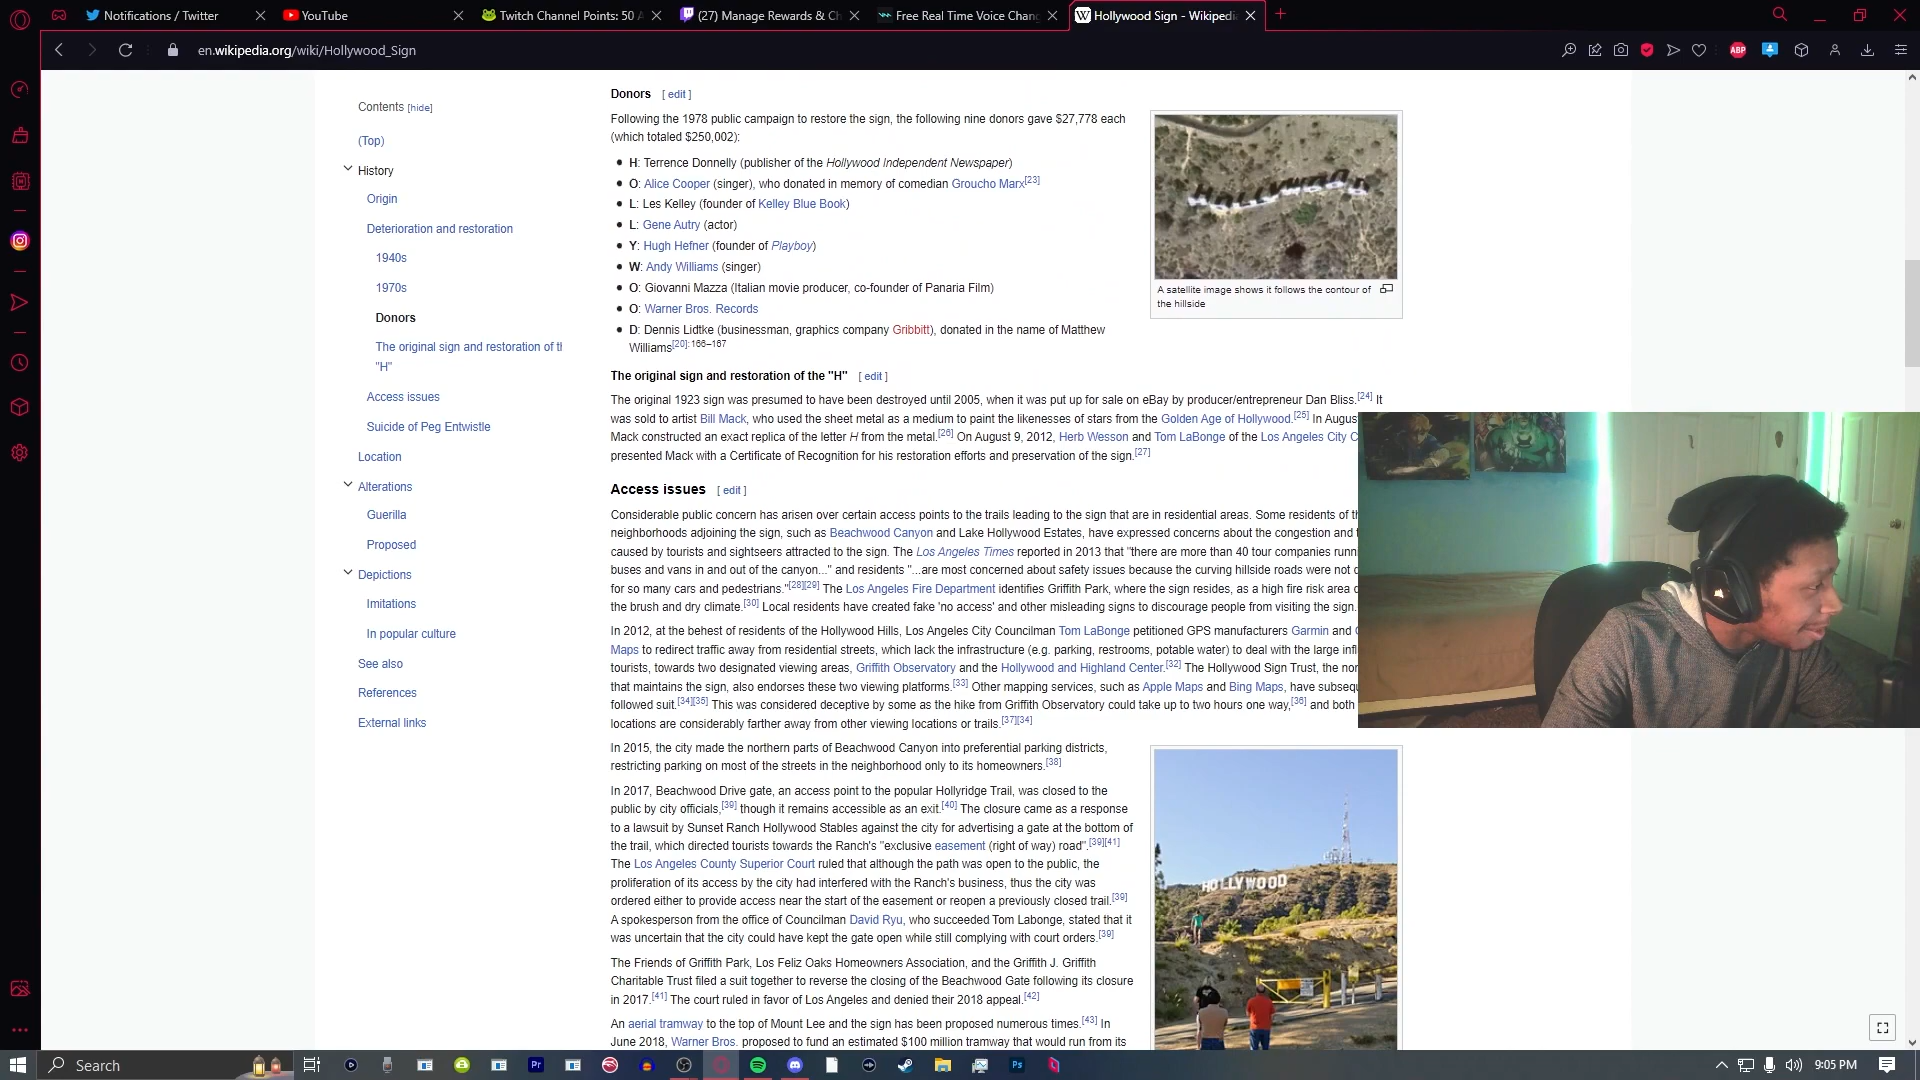 Notifications / Twitter
YouTube
Twitch Channel Points: 50 A
(27) Manage Rewards & Ch
Free Real Time Voice Chang
Hollywood Sign - Wikipedia
en.wikipedia.org/wiki/Hollywood_Sign
ABP
Contents [hide]
(Top)
History
Origin
Deterioration and restoration
1940s
1970s
Donors
The original sign and restoration of th
"H"
Access issues
Suicide of Peg Entwistle
Location
Alterations
Guerilla
Proposed
Depictions
Imitations
In popular culture
See also
References
External links
Donors [ edit ]
Following the 1978 public campaign to restore the sign, the following nine donors gave $27,778 each
(which totaled $250,002):
H: Terrence Donnelly (publisher of the Hollywood Independent Newspaper)
O: Alice Cooper (singer), who donated in memory of comedian Groucho Marx[23]
L: Les Kelley (founder of Kelley Blue Book)
L: Gene Autry (actor)
Y: Hugh Hefner (founder of Playboy)
W: Andy Williams (singer)
O: Giovanni Mazza (Italian movie producer, co-founder of Panaria Film)
O: Warner Bros. Records
D: Dennis Lidtke (businessman, graphics company Gribbitt), donated in the name of Matthew
Williams[20]: 166–167
A satellite image shows it follows the contour of
the hillside
The original sign and restoration of the "H" [ edit ]
The original 1923 sign was presumed to have been destroyed until 2005, when it was put up for sale on eBay by producer/entrepreneur Dan Bliss.[24] It
was sold to artist Bill Mack, who used the sheet metal as a medium to paint the likenesses of stars from the Golden Age of Hollywood.[25] In Augus
Mack constructed an exact replica of the letter H from the metal.[26] On August 9, 2012, Herb Wesson and Tom LaBonge of the Los Angeles City C
presented Mack with a Certificate of Recognition for his restoration efforts and preservation of the sign.[27]
Access issues [ edit ]
Considerable public concern has arisen over certain access points to the trails leading to the sign that are in residential areas. Some residents of th
neighborhoods adjoining the sign, such as Beachwood Canyon and Lake Hollywood Estates, have expressed concerns about the congestion and t
caused by tourists and sightseers attracted to the sign. The Los Angeles Times reported in 2013 that "there are more than 40 tour companies runn
buses and vans in and out of the canyon..." and residents "...are most concerned about safety issues because the curving hillside roads were not d
for so many cars and pedestrians."[28][29] The Los Angeles Fire Department identifies Griffith Park, where the sign resides, as a high fire risk area d
the brush and dry climate.[30] Local residents have created fake 'no access' and other misleading signs to discourage people from visiting the sign.
In 2012, at the behest of residents of the Hollywood Hills, Los Angeles City Councilman Tom LaBonge petitioned GPS manufacturers Garmin and G
Maps to redirect traffic away from residential streets, which lack the infrastructure (e.g. parking, restrooms, potable water) to deal with the large infl
tourists, towards two designated viewing areas, Griffith Observatory and the Hollywood and Highland Center.[32] The Hollywood Sign Trust, the nor
that maintains the sign, also endorses these two viewing platforms.[33] Other mapping services, such as Apple Maps and Bing Maps, have subsequ
followed suit.[34][35] This was considered deceptive by some as the hike from Griffith Observatory could take up to two hours one way,[36] and both
locations are considerably farther away from other viewing locations or trails.[37][34]
In 2015, the city made the northern parts of Beachwood Canyon into preferential parking districts,
restricting parking on most of the streets in the neighborhood only to its homeowners.[38]
In 2017, Beachwood Drive gate, an access point to the popular Hollyridge Trail, was closed to the
public by city officials,[39] though it remains accessible as an exit.[40] The closure came as a response
to a lawsuit by Sunset Ranch Hollywood Stables against the city for advertising a gate at the bottom of
the trail, which directed tourists towards the Ranch's "exclusive easement (right of way) road".[39][41]
The Los Angeles County Superior Court ruled that although the path was open to the public, the
proliferation of its access by the city had interfered with the Ranch's business, thus the city was
ordered either to provide access near the start of the easement or reopen a previously closed trail.[39]
A spokesperson from the office of Councilman David Ryu, who succeeded Tom Labonge, stated that it
was uncertain that the city could have kept the gate open while still complying with court orders.[39]
The Friends of Griffith Park, Los Feliz Oaks Homeowners Association, and the Griffith J. Griffith
Charitable Trust filed a suit together to reverse the closing of the Beachwood Gate following its closure
in 2017.[41] The court ruled in favor of Los Angeles and denied their 2018 appeal.[42]
An aerial tramway to the top of Mount Lee and the sign has been proposed numerous times.[43] In
June 2018, Warner Bros. proposed to fund an estimated $100 million tramway that would run from its
HOLLYWOOD
Search
Pr
Ps
9:05 PM